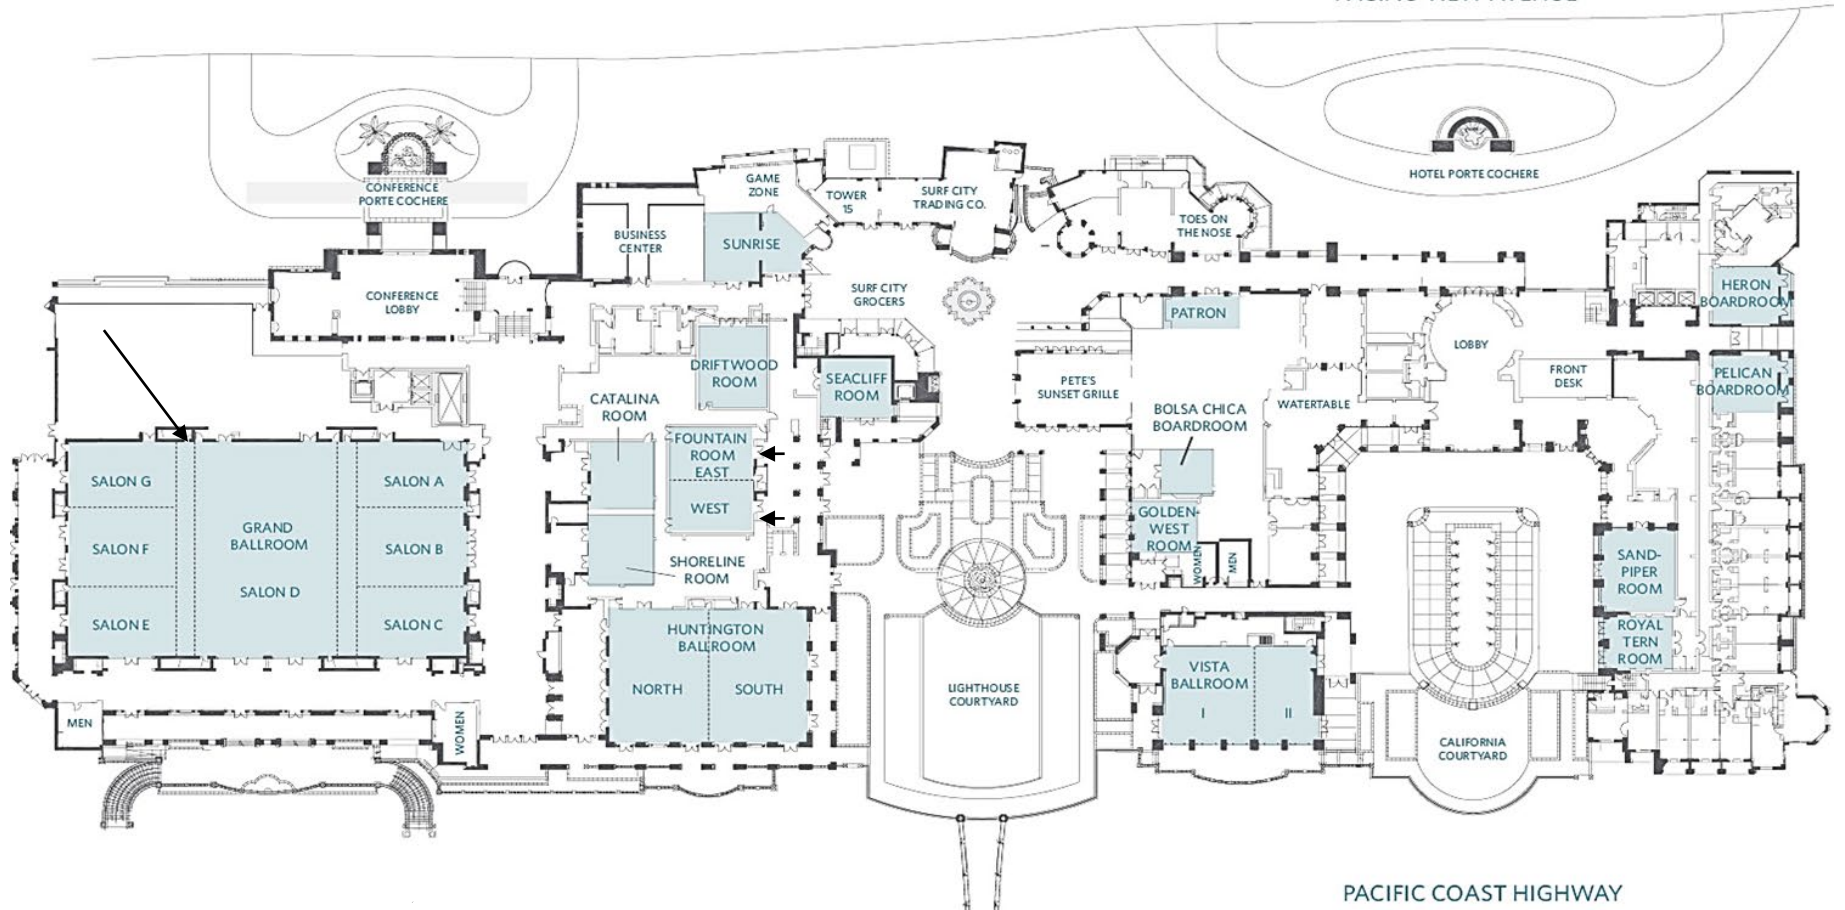 CONFERENCE
PORTE COCHERE
HOTEL PORTE COCHERE
GAME
ZONE
TOWER
15
SURF CITY
TRADING CO.
TOES ON
THE NOSE
BUSINESS
CENTER
SUNRISE
CONFERENCE
LOBBY
SURF CITY
GROCERS
PATRON
HERON
BOARDROOM
LOBBY
DRIFTWOOD
ROOM
SEACLIFF
ROOM
PETE'S
SUNSET GRILLE
FRONT
DESK
PELICAN
BOARDROOM
CATALINA
ROOM
BOLSA CHICA
BOARDROOM
WATERTABLE
FOUNTAIN
ROOM
EAST
WEST
SALON G
SALON A
GRAND
BALLROOM
SALON F
SALON B
SALON D
SALON E
SALON C
GOLDEN-
WEST
ROOM
WOMEN
MEN
SHORELINE
ROOM
SAND-
PIPER
ROOM
ROYAL
TERN
ROOM
HUNTINGTON
BALLROOM
NORTH
SOUTH
LIGHTHOUSE
COURTYARD
VISTA
BALLROOM
I
II
MEN
WOMEN
CALIFORNIA
COURTYARD
PACIFIC COAST HIGHWAY